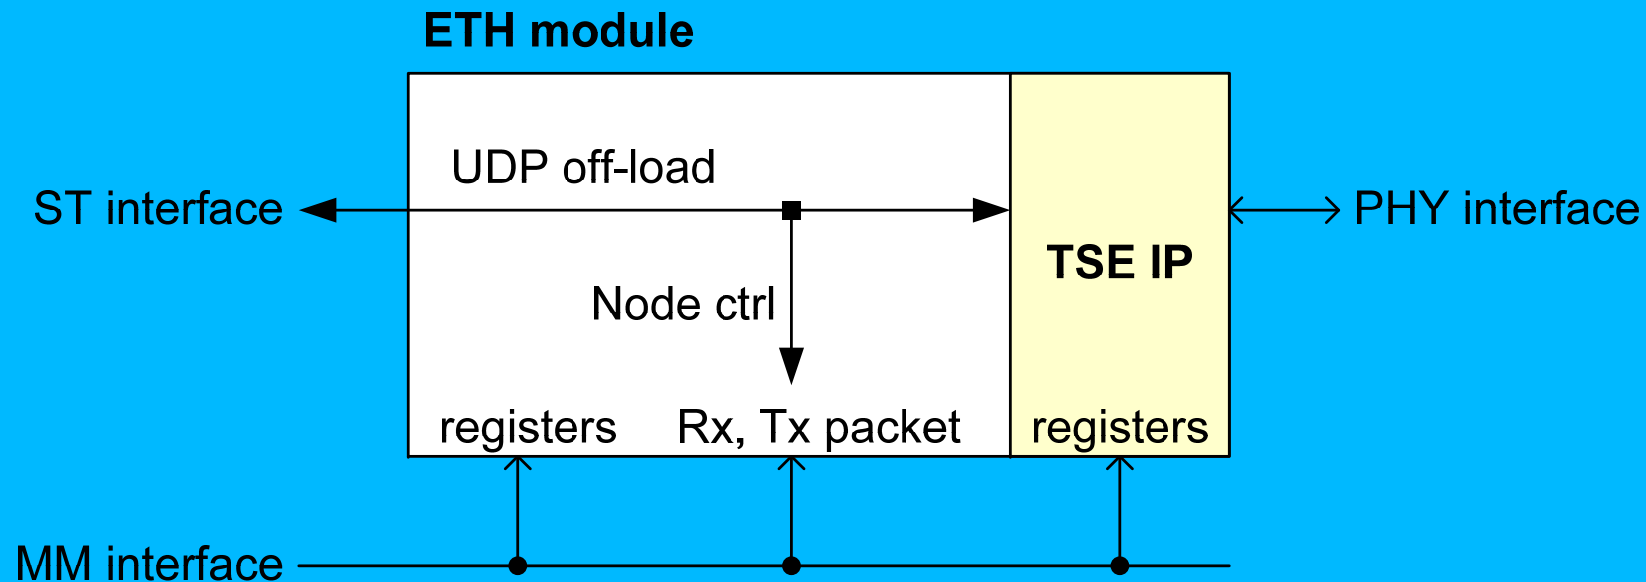 ETH module
UDP off-load
ST interface
PHY interface
TSE IP
Node ctrl
registers
Rx, Tx packet
registers
MM interface